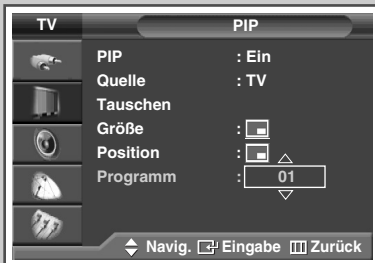 TV PIP
PIP : Ein
Quelle : TV
Tauschen
Größe :
Position :
Programm : 01
Navig. Eingabe Zurück